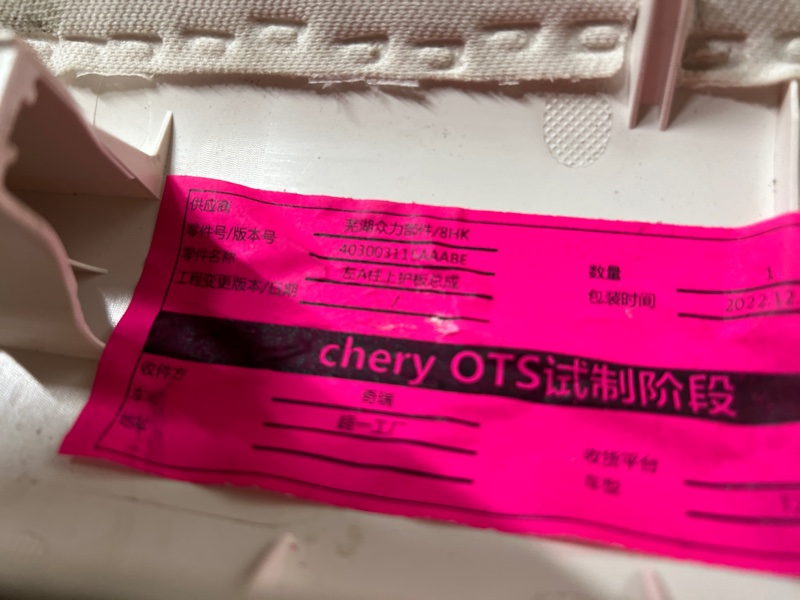 供应商 芜湖众力部件/8HK
零件号/版本号
零件名称 左A柱上护板总成
工程变更版本/日期 /
数量 1
包装时间 2022.12
chery OTS试制阶段
收件方 奇瑞
超一工厂
收货平台
车型